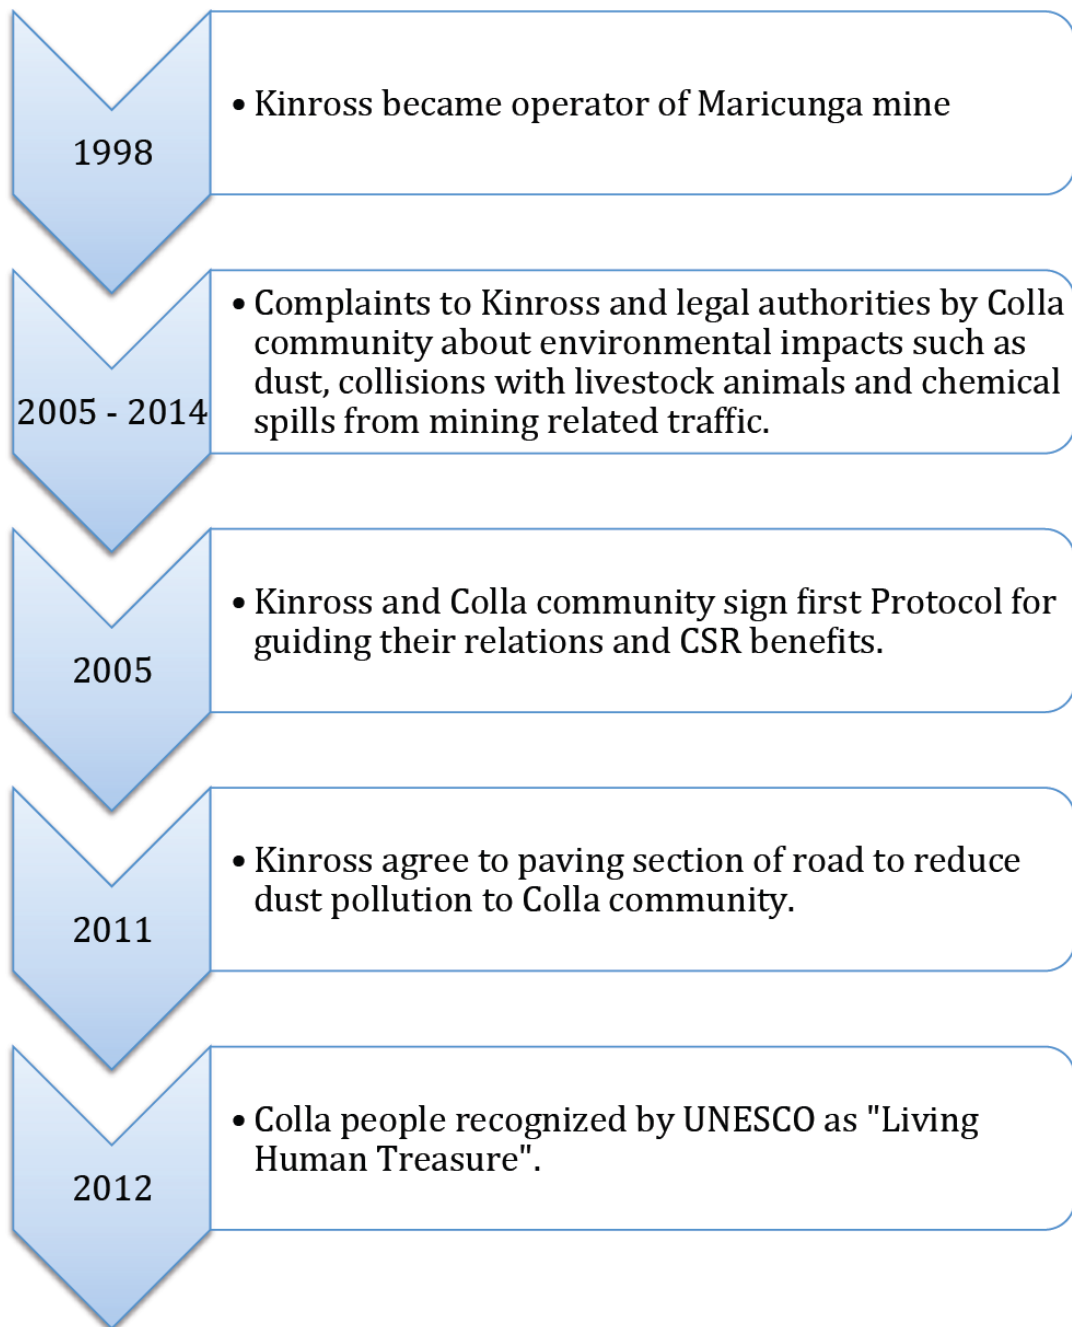 1998
• Kinross became operator of Maricunga mine
2005 - 2014
• Complaints to Kinross and legal authorities by Colla
community about environmental impacts such as
dust, collisions with livestock animals and chemical
spills from mining related traffic.
2005
• Kinross and Colla community sign first Protocol for
guiding their relations and CSR benefits.
2011
• Kinross agree to paving section of road to reduce
dust pollution to Colla community.
2012
• Colla people recognized by UNESCO as "Living
Human Treasure".